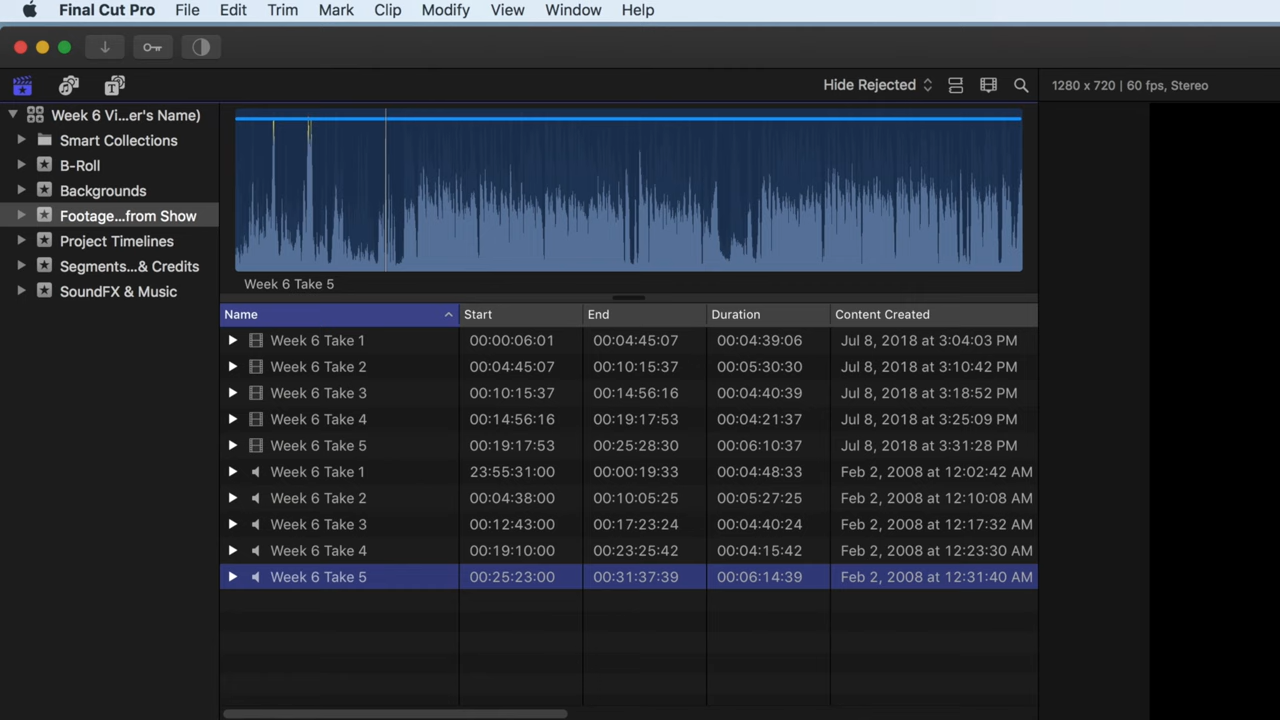 Final Cut Pro File Edit Trim Mark Clip Modify View Window Help
Hide Rejected
1280 x 720 | 60 fps, Stereo
Week 6 Vi...er's Name)
Smart Collections
B-Roll
Backgrounds
Footage...from Show
Project Timelines
Segments...& Credits
SoundFX & Music
Week 6 Take 5
Name Start End Duration Content Created
Week 6 Take 1 00:00:06:01 00:04:45:07 00:04:39:06 Jul 8, 2018 at 3:04:03 PM
Week 6 Take 2 00:04:45:07 00:10:15:37 00:05:30:30 Jul 8, 2018 at 3:10:42 PM
Week 6 Take 3 00:10:15:37 00:14:56:16 00:04:40:39 Jul 8, 2018 at 3:18:52 PM
Week 6 Take 4 00:14:56:16 00:19:17:53 00:04:21:37 Jul 8, 2018 at 3:25:09 PM
Week 6 Take 5 00:19:17:53 00:25:28:30 00:06:10:37 Jul 8, 2018 at 3:31:28 PM
Week 6 Take 1 23:55:31:00 00:00:19:33 00:04:48:33 Feb 2, 2008 at 12:02:42 AM
Week 6 Take 2 00:04:38:00 00:10:05:25 00:05:27:25 Feb 2, 2008 at 12:10:08 AM
Week 6 Take 3 00:12:43:00 00:17:23:24 00:04:40:24 Feb 2, 2008 at 12:17:32 AM
Week 6 Take 4 00:19:10:00 00:23:25:42 00:04:15:42 Feb 2, 2008 at 12:23:30 AM
Week 6 Take 5 00:25:23:00 00:31:37:39 00:06:14:39 Feb 2, 2008 at 12:31:40 AM